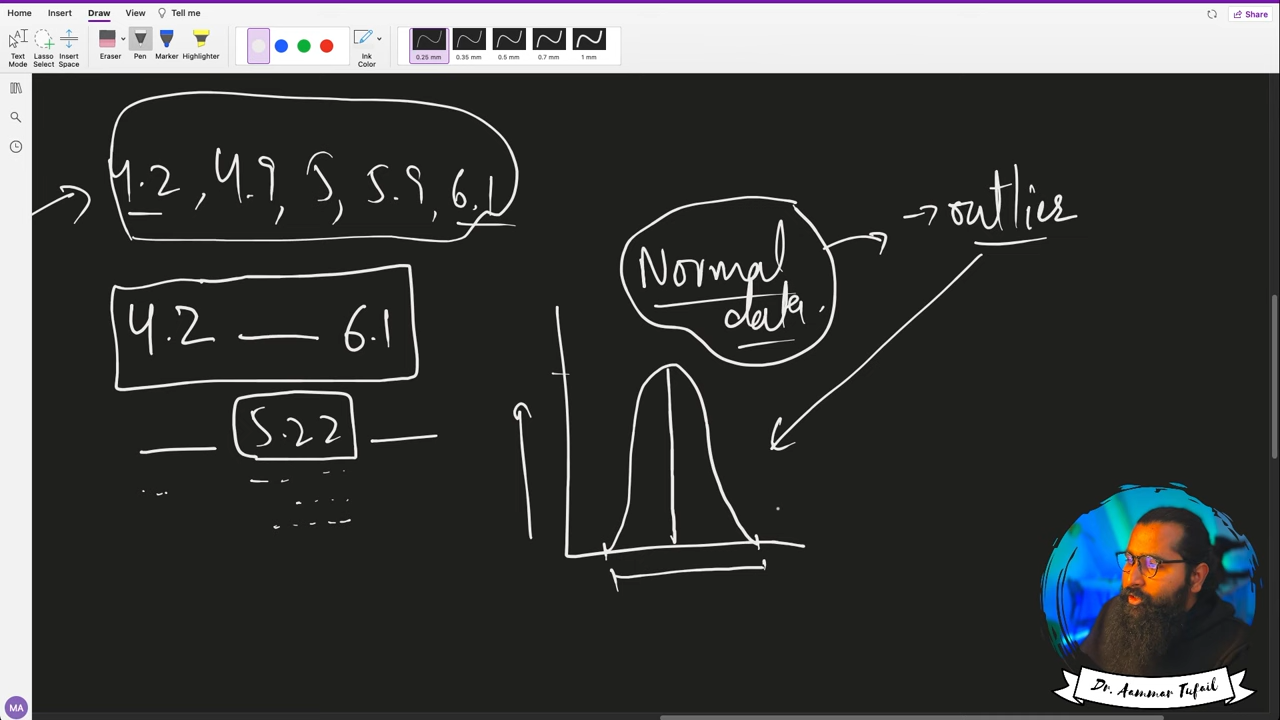 Home Insert Draw View Tell me
Share
Text Mode
Lasso Select
Insert Space
Eraser
Pen
Marker
Highlighter
Ink Color
0.25 mm
0.35 mm
0.5 mm
0.7 mm
1 mm
4.2, 4.9, 5, 5.9, 6.1
→ outlier
Normal
data.
4.2 — 6.1
5.22
MA
Dr. Aammar Tufail